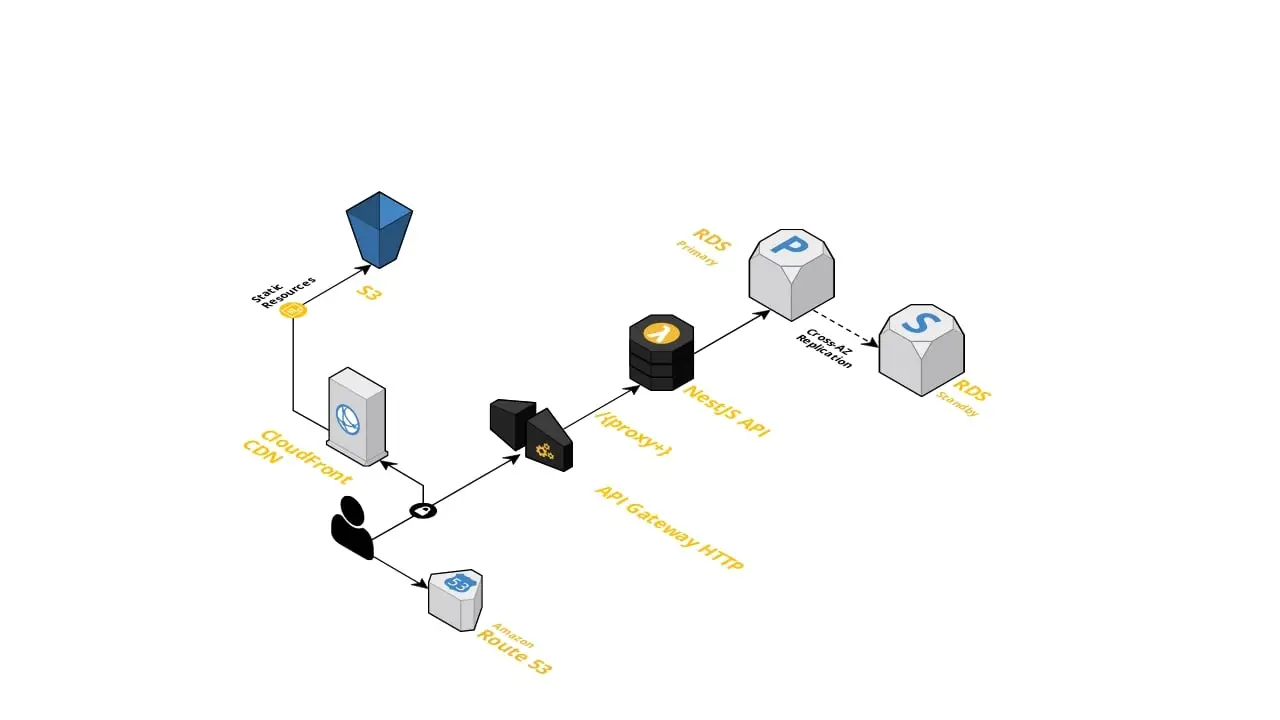 S3
Static
Resources
CloudFront
CDN
RDS
Primary
P
Cross-AZ
Replication
S
RDS
Standby
λ
NestJS API
/{proxy+}
API Gateway HTTP
53
Amazon
Route 53